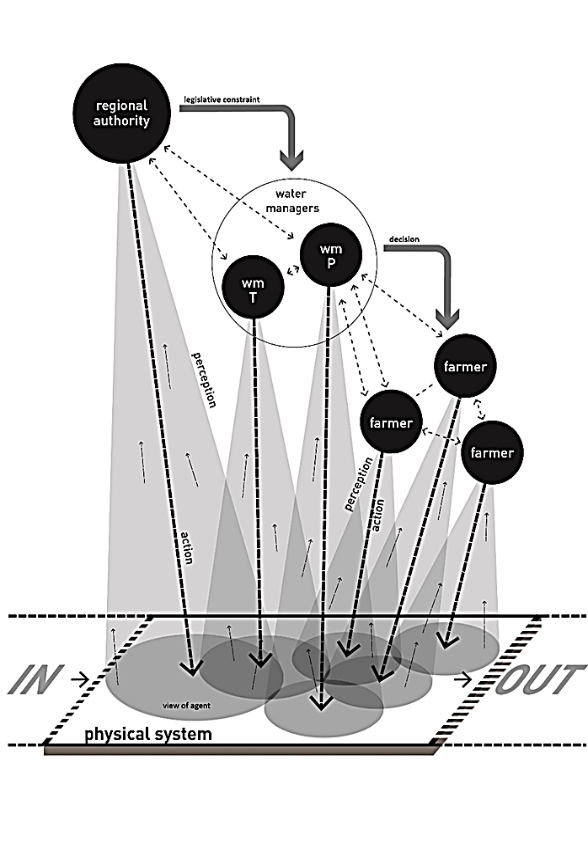 regional
authority
legislative constraint
water
managers
wm
P
wm
T
decision
farmer
farmer
farmer
perception
perception
action
action
IN
OUT
view of agent
physical system